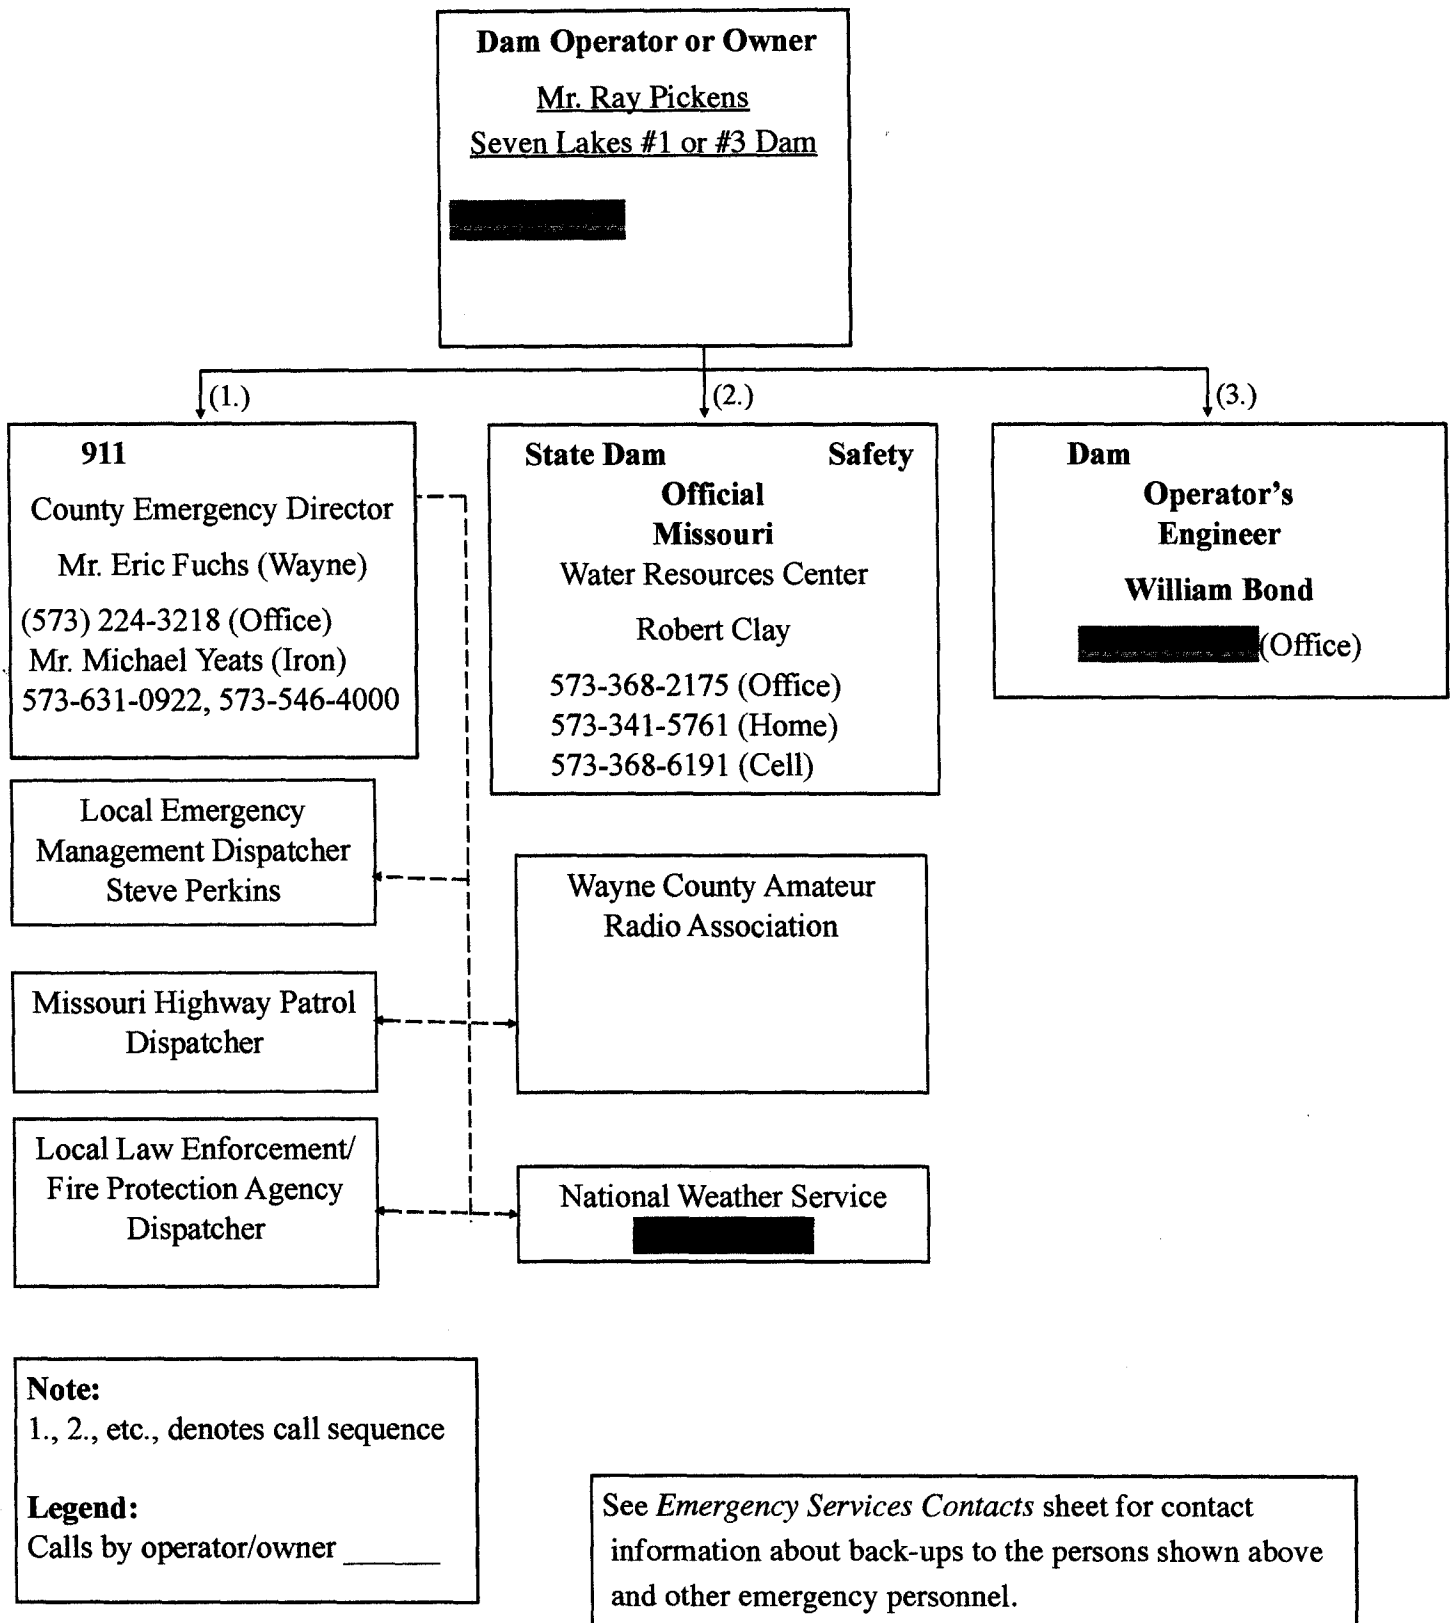 Dam Operator or Owner
Mr. Ray Pickens
Seven Lakes #1 or #3 Dam
(1.)
(2.)
(3.)
911
County Emergency Director
Mr. Eric Fuchs (Wayne)
(573) 224-3218 (Office)
Mr. Michael Yeats (Iron)
573-631-0922, 573-546-4000
State Dam Safety
Official
Missouri
Water Resources Center
Robert Clay
573-368-2175 (Office)
573-341-5761 (Home)
573-368-6191 (Cell)
Dam
Operator's
Engineer
William Bond
(Office)
Local Emergency
Management Dispatcher
Steve Perkins
Wayne County Amateur
Radio Association
Missouri Highway Patrol
Dispatcher
Local Law Enforcement/
Fire Protection Agency
Dispatcher
National Weather Service
Note:
1., 2., etc., denotes call sequence
Legend:
Calls by operator/owner ______
See Emergency Services Contacts sheet for contact
information about back-ups to the persons shown above
and other emergency personnel.